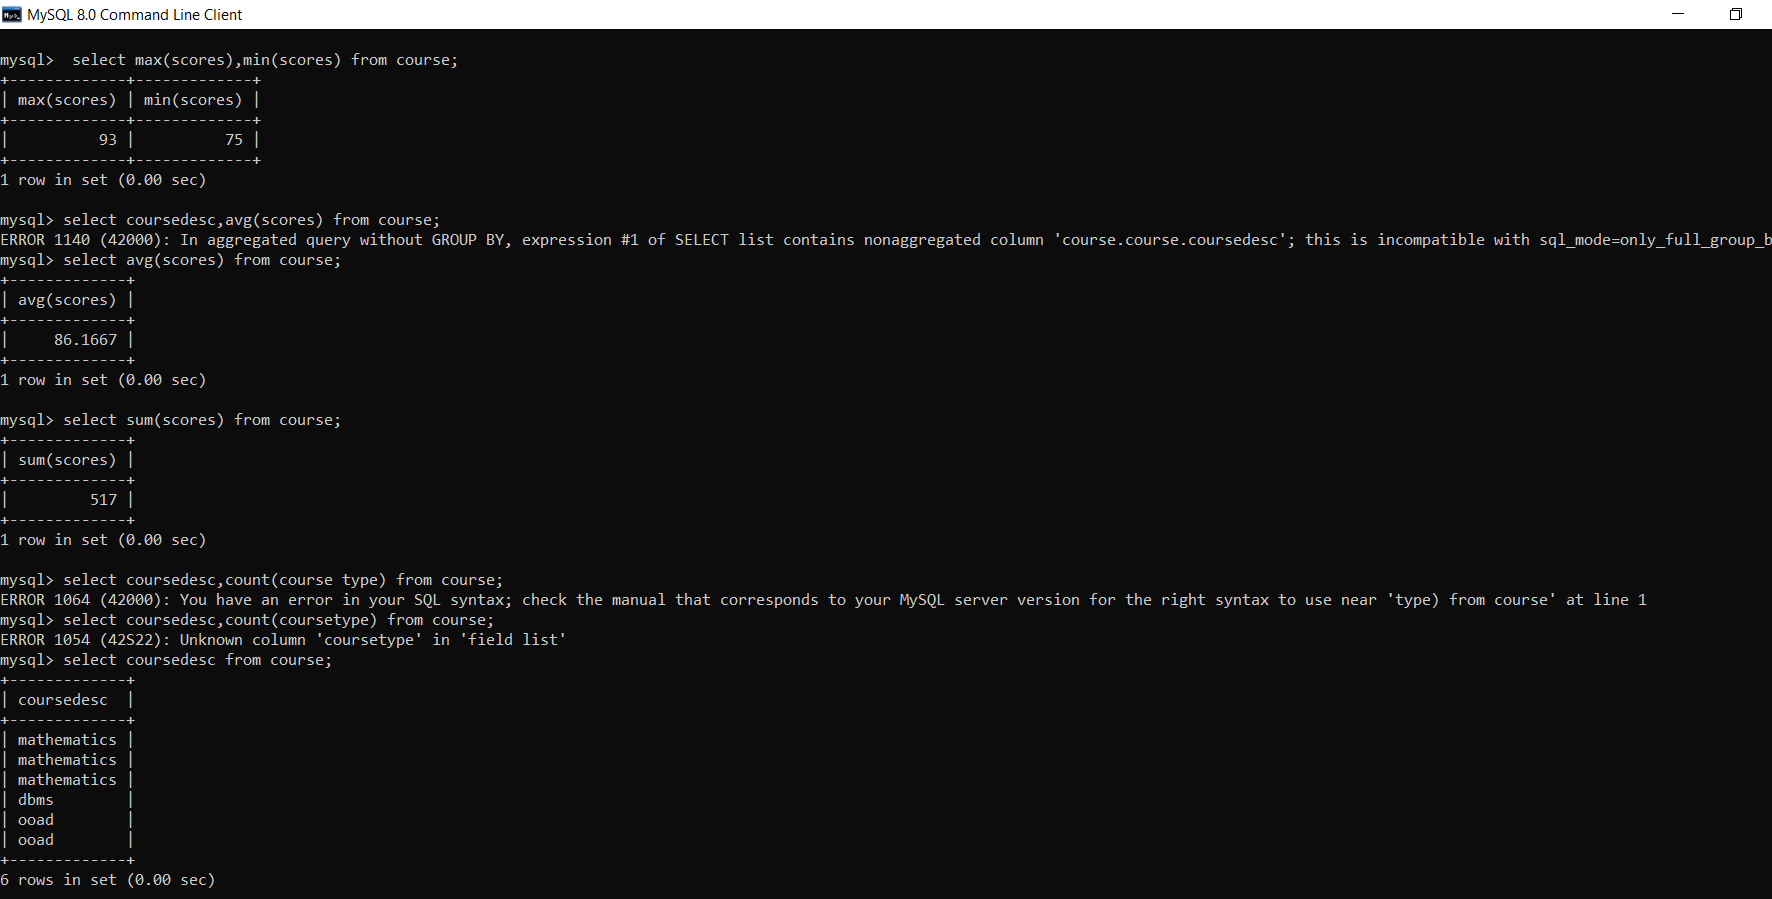 MySQL 8.0 Command Line Client
mysql>  select max(scores),min(scores) from course;
+-------------+-------------+
| max(scores) | min(scores) |
+-------------+-------------+
|          93 |          75 |
+-------------+-------------+
1 row in set (0.00 sec)
mysql> select coursedesc,avg(scores) from course;
ERROR 1140 (42000): In aggregated query without GROUP BY, expression #1 of SELECT list contains nonaggregated column 'course.course.coursedesc'; this is incompatible with sql_mode=only_full_group_b
mysql> select avg(scores) from course;
+-------------+
| avg(scores) |
+-------------+
|     86.1667 |
+-------------+
1 row in set (0.00 sec)
mysql> select sum(scores) from course;
+-------------+
| sum(scores) |
+-------------+
|         517 |
+-------------+
1 row in set (0.00 sec)
mysql> select coursedesc,count(course type) from course;
ERROR 1064 (42000): You have an error in your SQL syntax; check the manual that corresponds to your MySQL server version for the right syntax to use near 'type) from course' at line 1
mysql> select coursedesc,count(coursetype) from course;
ERROR 1054 (42S22): Unknown column 'coursetype' in 'field list'
mysql> select coursedesc from course;
+-------------+
| coursedesc  |
+-------------+
| mathematics |
| mathematics |
| mathematics |
| dbms        |
| ooad        |
| ooad        |
+-------------+
6 rows in set (0.00 sec)